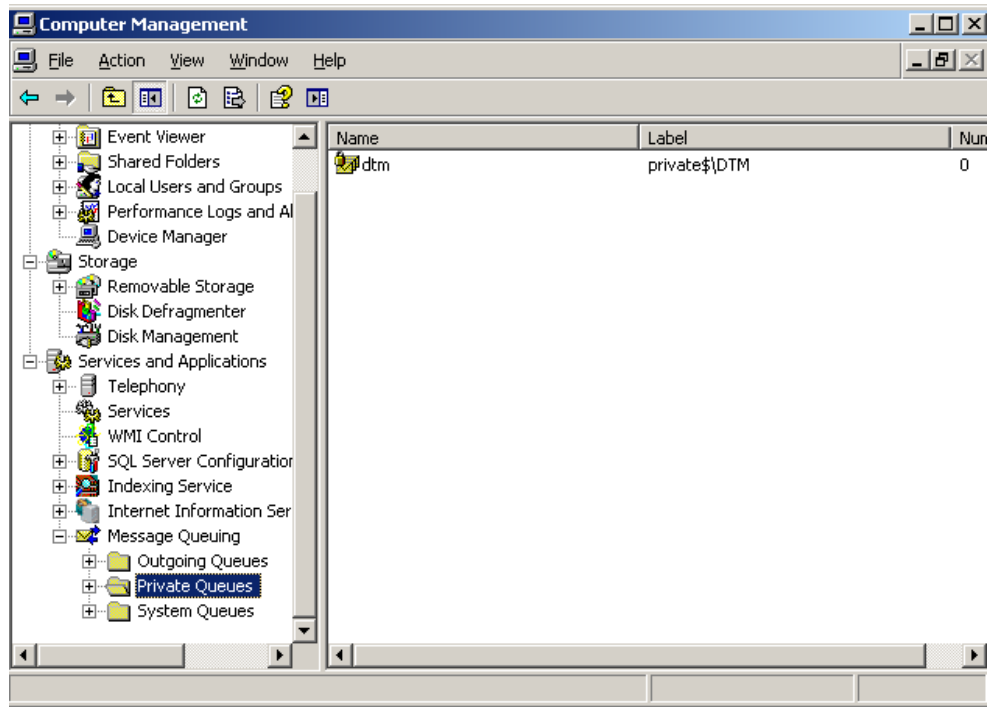 Computer Management
File Action View Window Help
Name Label Num
dtm private$\DTM 0
Event Viewer
Shared Folders
Local Users and Groups
Performance Logs and Al
Device Manager
Storage
Removable Storage
Disk Defragmenter
Disk Management
Services and Applications
Telephony
Services
WMI Control
SQL Server Configuration
Indexing Service
Internet Information Ser
Message Queuing
Outgoing Queues
Private Queues
System Queues